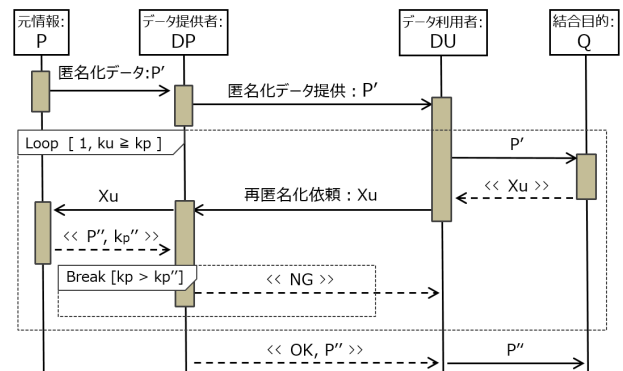 元情報:
P
データ提供者:
DP
データ利用者:
DU
結合目的:
Q
匿名化データ:P’
匿名化データ提供：P’
Loop [ 1, ku ≧ kp ]
P’
<< Xu >>
再匿名化依頼：Xu
Xu
<< P’’, kp’’ >>
Break [kp > kp’’]
<< NG >>
<< OK, P’’ >>
P’’